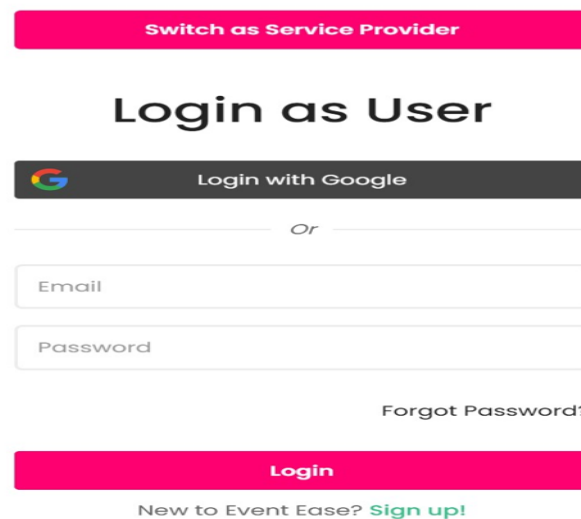 Switch as Service Provider
Login as User
Login with Google
Or
Email
Password
Forgot Password?
Login
New to Event Ease? Sign up!